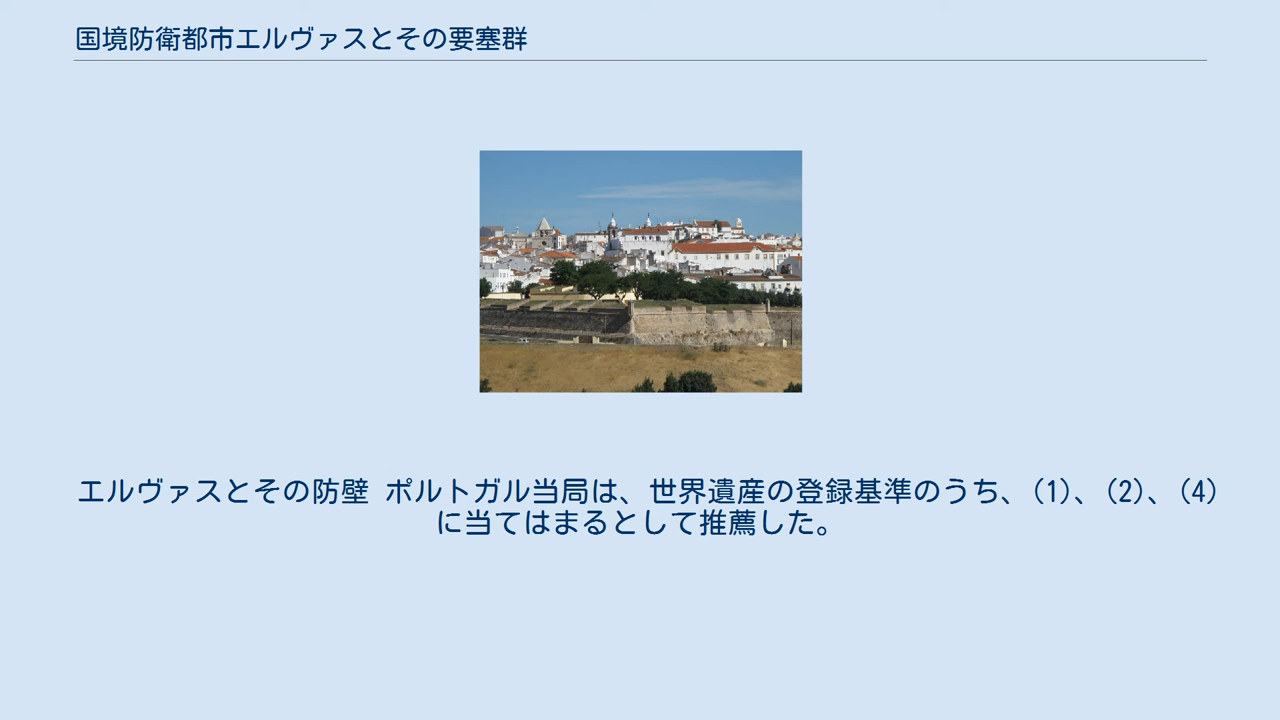 国境防衛都市エルヴァスとその要塞群
エルヴァスとその防壁 ポルトガル当局は、世界遺産の登録基準のうち、(1)、(2)、(4)
に当てはまるとして推薦した。